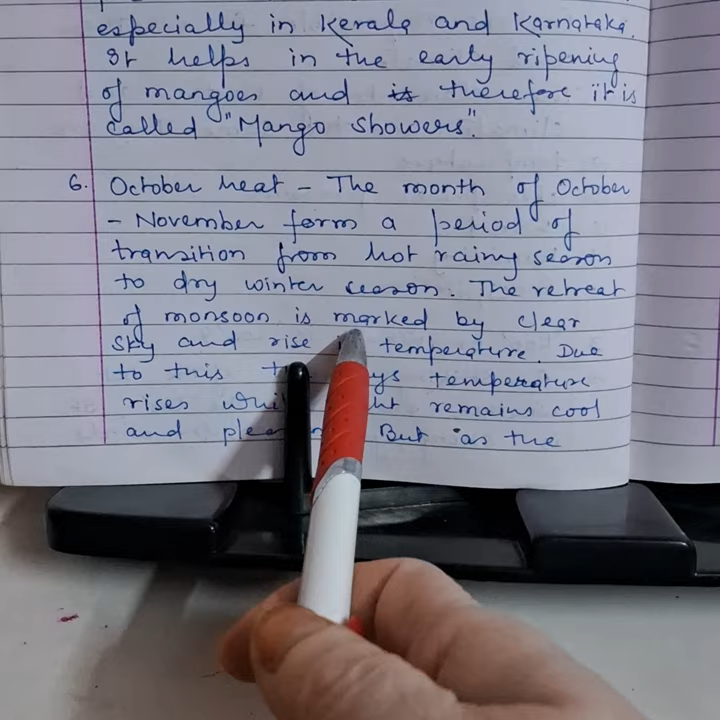 especially in Kerala and Karnataka.
It helps in the early ripening
of mangoes and is therefore it is
called "Mango Showers".
6. October heat - The month of October
- November form a period of
transition from hot rainy season
to dry winter season. The retreat
of monsoon is marked by clear
sky and rise temperature. Due
to this temperature
rises remains cool
and But as the